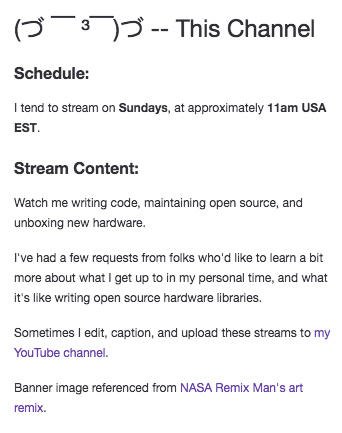 (づ ￣ ³￣)づ -- This Channel
Schedule:
I tend to stream on Sundays, at approximately 11am USA
EST.
Stream Content:
Watch me writing code, maintaining open source, and
unboxing new hardware.
I've had a few requests from folks who'd like to learn a bit
more about what I get up to in my personal time, and what
it's like writing open source hardware libraries.
Sometimes I edit, caption, and upload these streams to my
YouTube channel.
Banner image referenced from NASA Remix Man's art
remix.